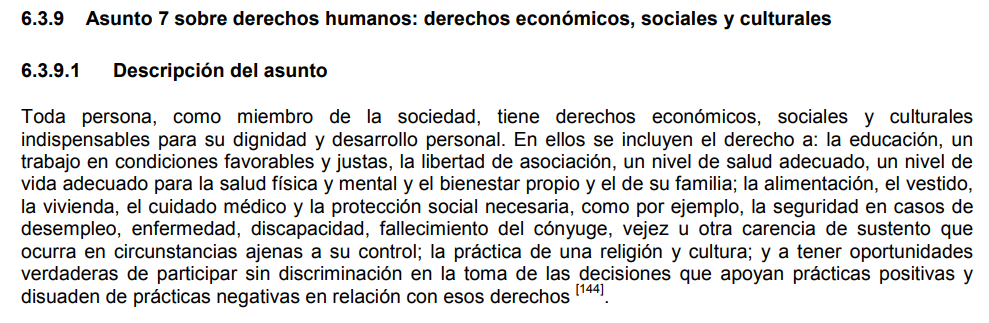 6.3.9 Asunto 7 sobre derechos humanos: derechos económicos, sociales y culturales
6.3.9.1 Descripción del asunto
Toda persona, como miembro de la sociedad, tiene derechos económicos, sociales y culturales
indispensables para su dignidad y desarrollo personal. En ellos se incluyen el derecho a: la educación, un
trabajo en condiciones favorables y justas, la libertad de asociación, un nivel de salud adecuado, un nivel de
vida adecuado para la salud física y mental y el bienestar propio y el de su familia; la alimentación, el vestido,
la vivienda, el cuidado médico y la protección social necesaria, como por ejemplo, la seguridad en casos de
desempleo, enfermedad, discapacidad, fallecimiento del cónyuge, vejez u otra carencia de sustento que
ocurra en circunstancias ajenas a su control; la práctica de una religión y cultura; y a tener oportunidades
verdaderas de participar sin discriminación en la toma de las decisiones que apoyan prácticas positivas y
disuaden de prácticas negativas en relación con esos derechos [144].